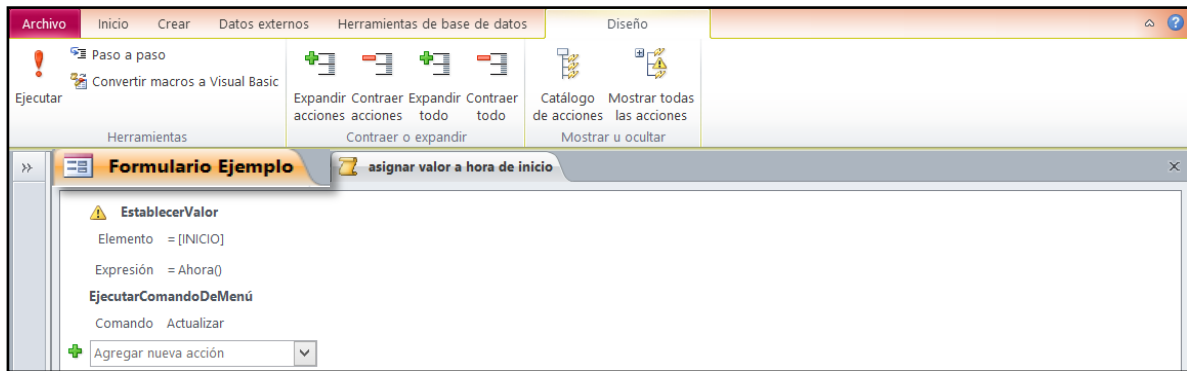 Archivo Inicio Crear Datos externos Herramientas de base de datos Diseño
Paso a paso
Convertir macros a Visual Basic
Ejecutar
Expandir acciones
Contraer acciones
Expandir todo
Contraer todo
Catálogo de acciones
Mostrar todas las acciones
Herramientas
Contraer o expandir
Mostrar u ocultar
Formulario Ejemplo
asignar valor a hora de inicio
EstablecerValor
Elemento = [INICIO]
Expresión = Ahora()
EjecutarComandoDeMenú
Comando Actualizar
Agregar nueva acción